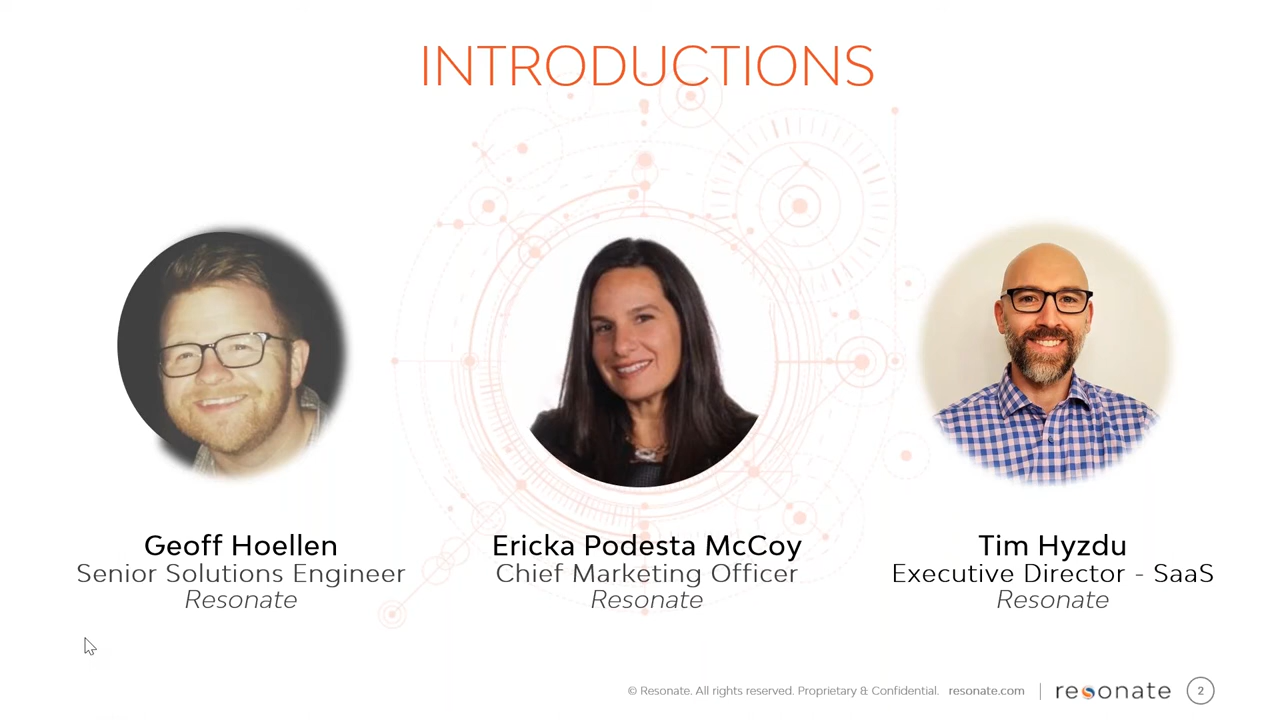 INTRODUCTIONS
Geoff Hoellen
Senior Solutions Engineer
Resonate
Ericka Podesta McCoy
Chief Marketing Officer
Resonate
Tim Hyzdu
Executive Director - SaaS
Resonate
© Resonate. All rights reserved. Proprietary & Confidential. resonate.com | resonate 2